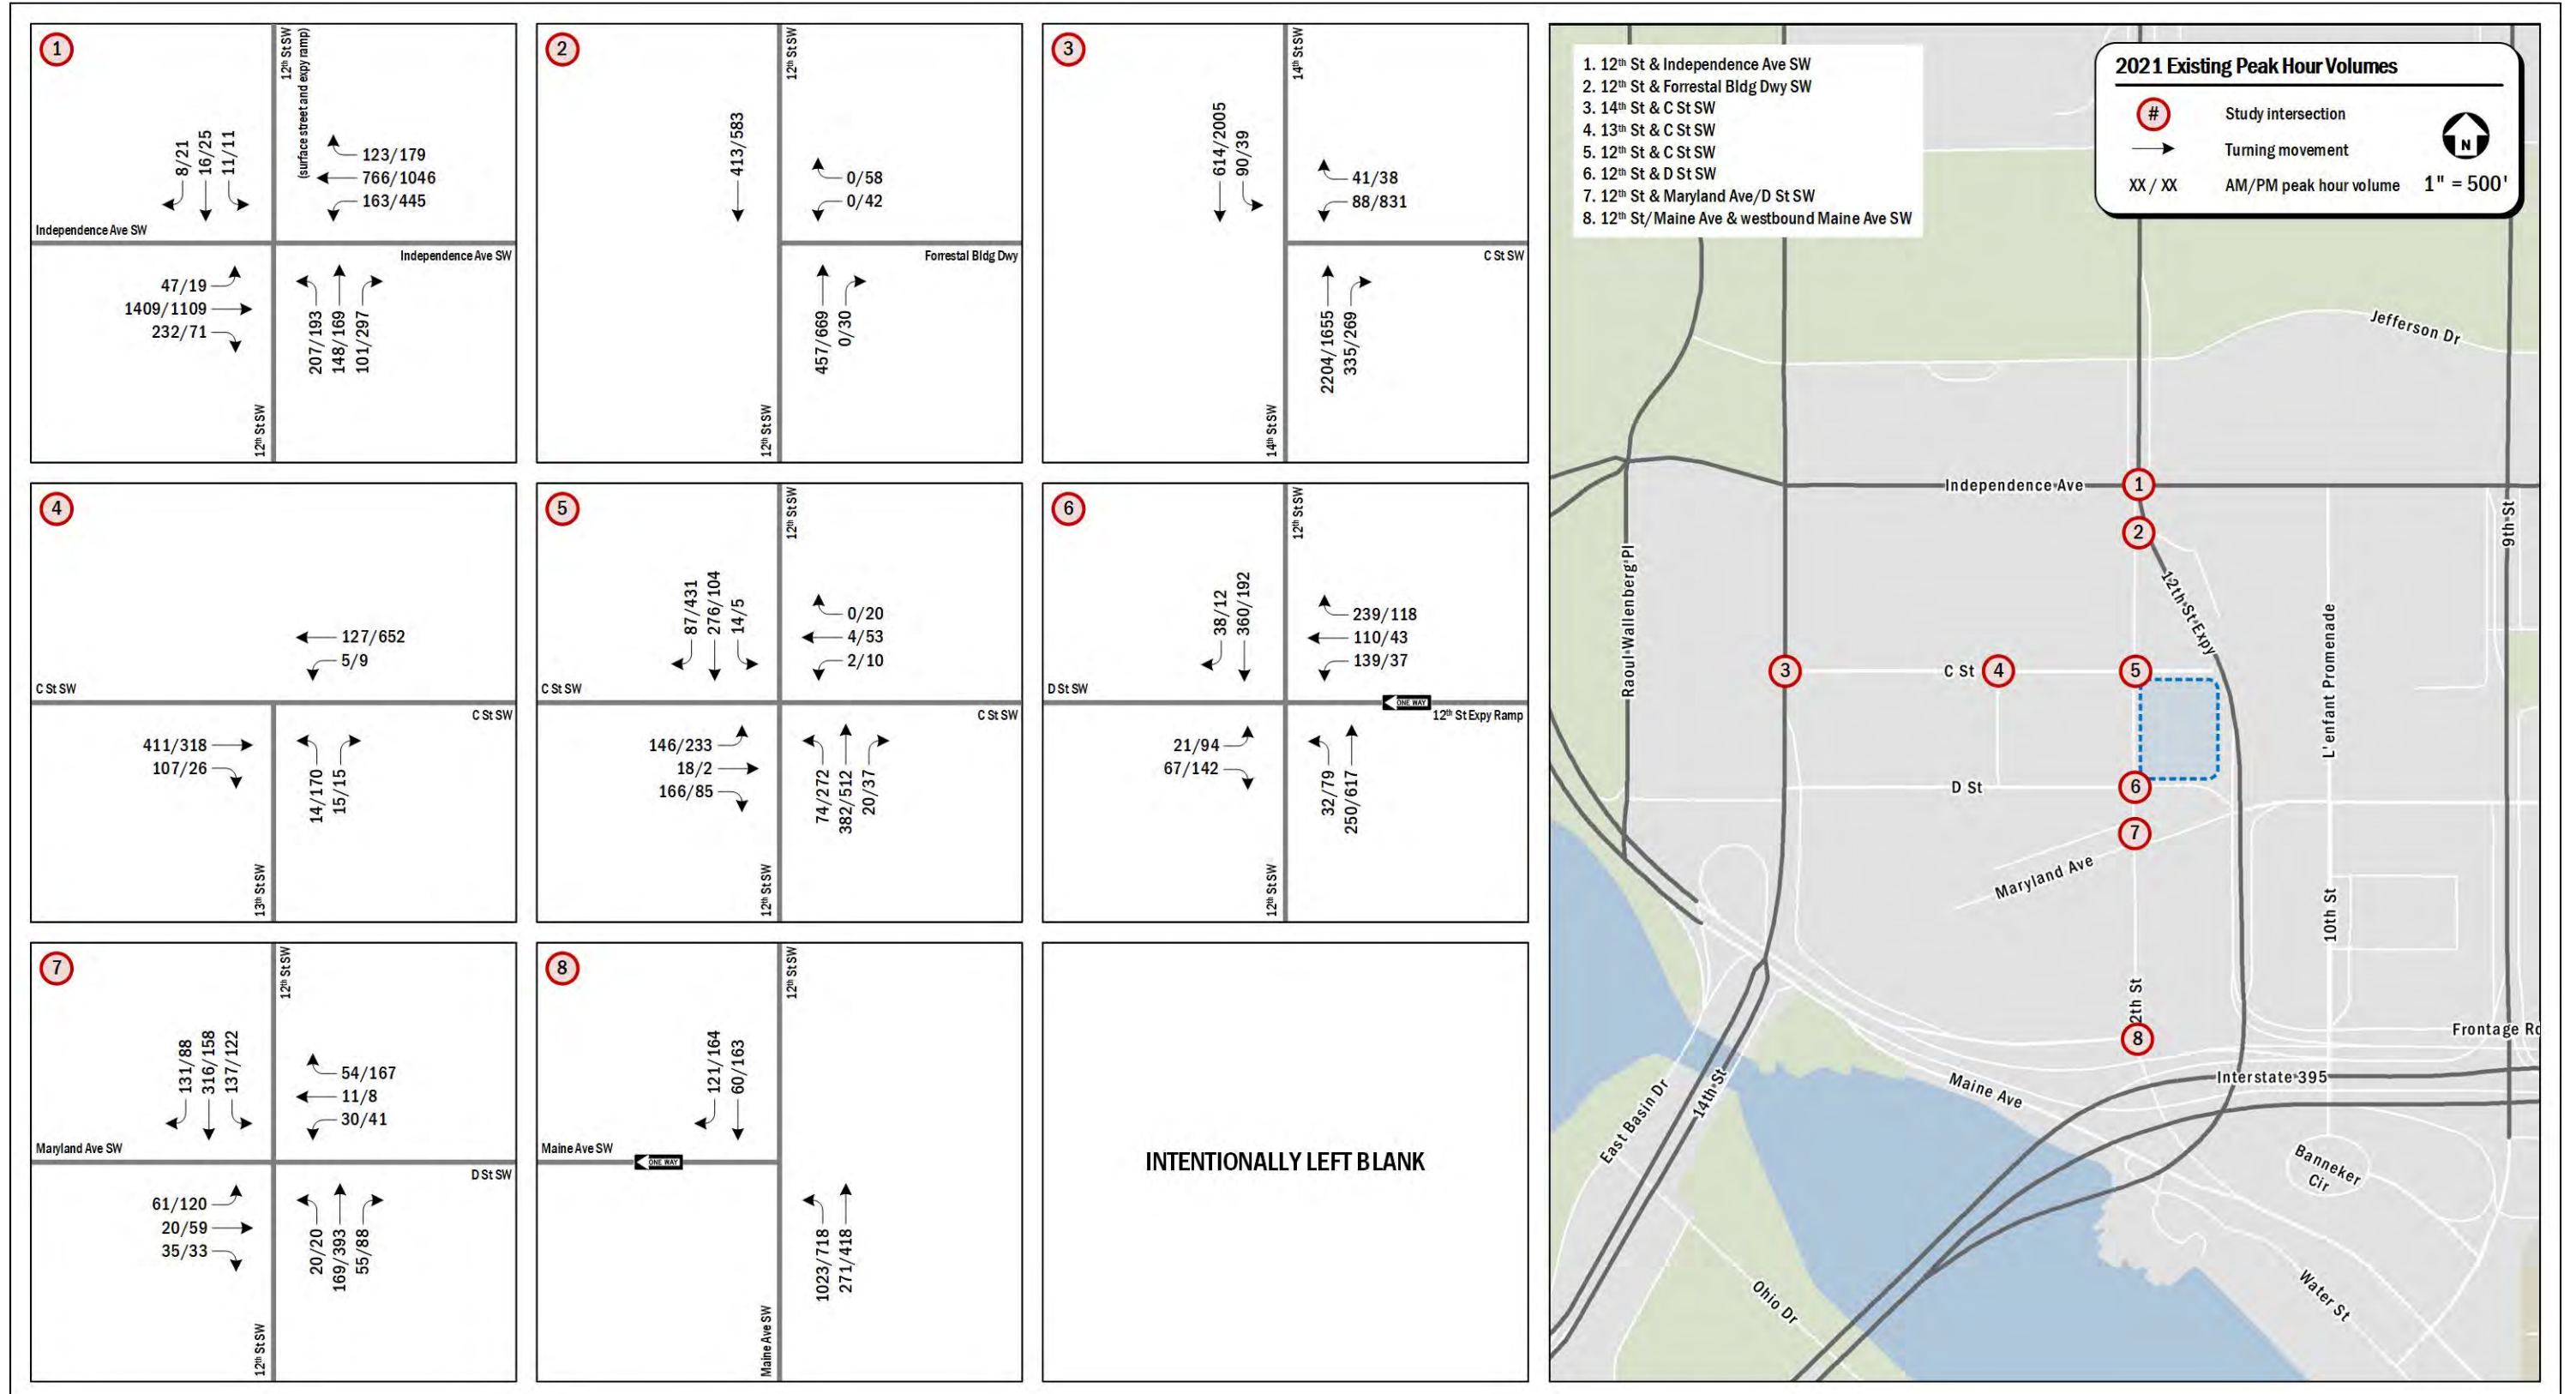 1
12th St SW
(surface street and expy ramp)
8/21
16/25
11/11
123/179
766/1046
163/445
Independence Ave SW
Independence Ave SW
47/19
1409/1109
232/71
207/193
148/169
101/297
12th St SW
2
12th St SW
413/583
0/58
0/42
Forrestal Bldg Dwy
457/669
0/30
12th St SW
3
14th St SW
614/2005
90/39
41/38
88/831
C St SW
2204/1655
335/269
14th St SW
4
127/652
5/9
C St SW
C St SW
411/318
107/26
14/170
15/15
13th St SW
5
12th St SW
87/431
276/104
14/5
0/20
4/53
2/10
C St SW
C St SW
146/233
18/2
166/85
74/272
382/512
20/37
12th St SW
6
12th St SW
38/12
360/192
239/118
110/43
139/37
D St SW
ONE WAY
12th St Expy Ramp
21/94
67/142
32/79
250/617
12th St SW
7
12th St SW
131/88
316/158
137/122
54/167
11/8
30/41
Maryland Ave SW
D St SW
61/120
20/59
35/33
20/20
169/393
55/88
12th St SW
8
12th St SW
121/164
60/163
Maine Ave SW
ONE WAY
1023/718
271/418
Maine Ave SW
INTENTIONALLY LEFT BLANK
1. 12th St & Independence Ave SW
2. 12th St & Forrestal Bldg Dwy SW
3. 14th St & C St SW
4. 13th St & C St SW
5. 12th St & C St SW
6. 12th St & D St SW
7. 12th St & Maryland Ave/D St SW
8. 12th St/Maine Ave & westbound Maine Ave SW
2021 Existing Peak Hour Volumes
# Study intersection
Turning movement
XX / XX AM/PM peak hour volume
N
1" = 500'
Jefferson Dr
Independence Ave
1
2
9th St
Raoul Wallenberg Pl
12th St Expy
L'enfant Promenade
3
C St
4
5
D St
6
7
Maryland Ave
10th St
2th St
8
Frontage Rd
Interstate 395
Maine Ave
East Basin Dr
14th St
Banneker
Cir
Water St
Ohio Dr